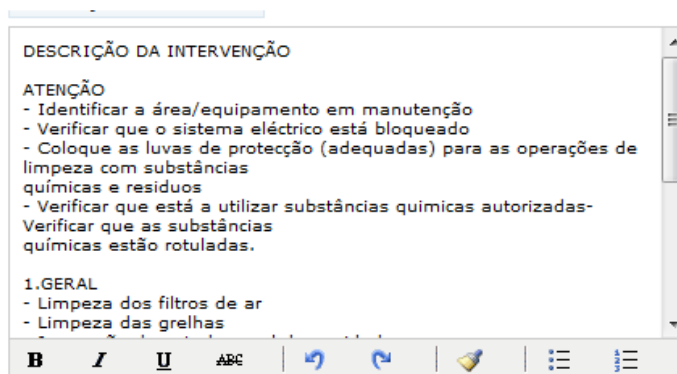 DESCRIÇÃO DA INTERVENÇÃO
ATENÇÃO
- Identificar a área/equipamento em manutenção
- Verificar que o sistema eléctrico está bloqueado
- Coloque as luvas de protecção (adequadas) para as operações de
limpeza com substâncias
químicas e residuos
- Verificar que está a utilizar substâncias quimicas autorizadas-
Verificar que as substâncias
químicas estão rotuladas.
1.GERAL
- Limpeza dos filtros de ar
- Limpeza das grelhas
B I U ABC